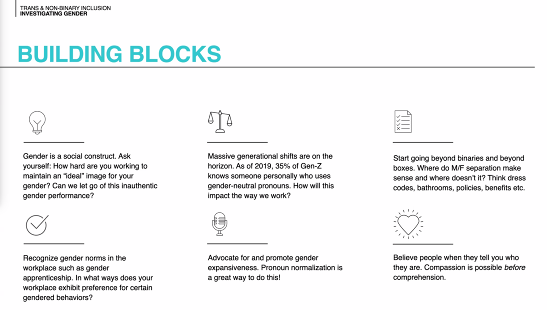 TRANS & NON-BINARY INCLUSION
INVESTIGATING GENDER
BUILDING BLOCKS
Gender is a social construct. Ask
yourself: How hard are you working to
maintain an “ideal” image for your
gender? Can we let go of this inauthentic
gender performance?
Massive generational shifts are on the
horizon. As of 2019, 35% of Gen-Z
knows someone personally who uses
gender-neutral pronouns. How will this
impact the way we work?
Start going beyond binaries and beyond
boxes. Where do M/F separation make
sense and where doesn't it? Think dress
codes, bathrooms, policies, benefits etc.
Recognize gender norms in the
workplace such as gender
apprenticeship. In what ways does your
workplace exhibit preference for certain
gendered behaviors?
Advocate for and promote gender
expansiveness. Pronoun normalization is
a great way to do this!
Believe people when they tell you who
they are. Compassion is possible before
comprehension.